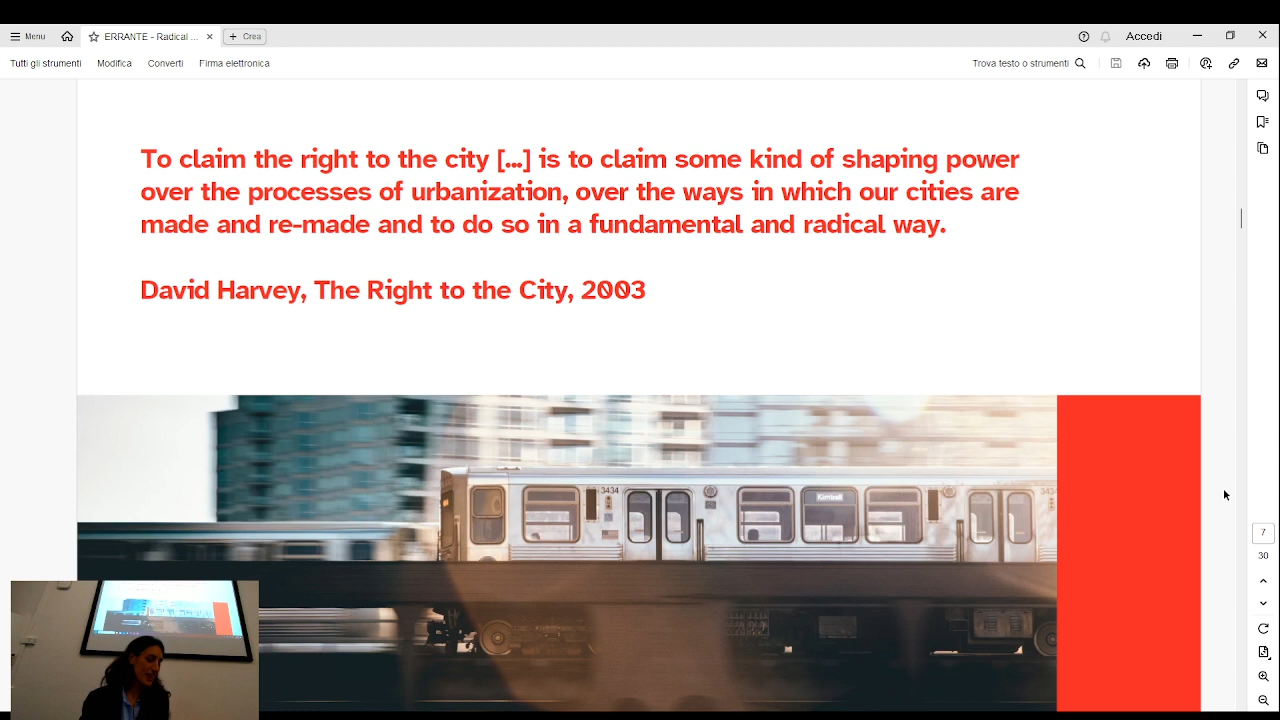 Menu
ERRANTE - Radical ...
Crea
Accedi
Tutti gli strumenti
Modifica
Converti
Firma elettronica
Trova testo o strumenti
To claim the right to the city [...] is to claim some kind of shaping power
over the processes of urbanization, over the ways in which our cities are
made and re-made and to do so in a fundamental and radical way.
David Harvey, The Right to the City, 2003
3434
Kimball
7
30